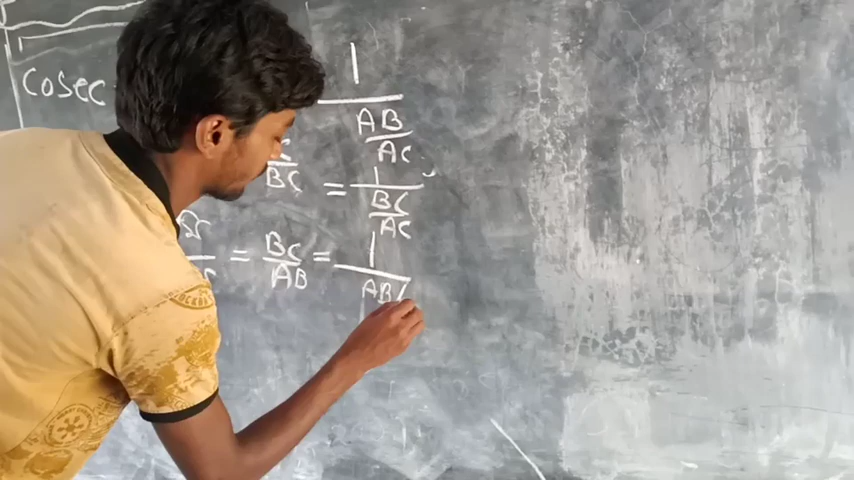 cosec 1
AB
AC
BC = 1
BC
AC
= BC = 1
AB AB/